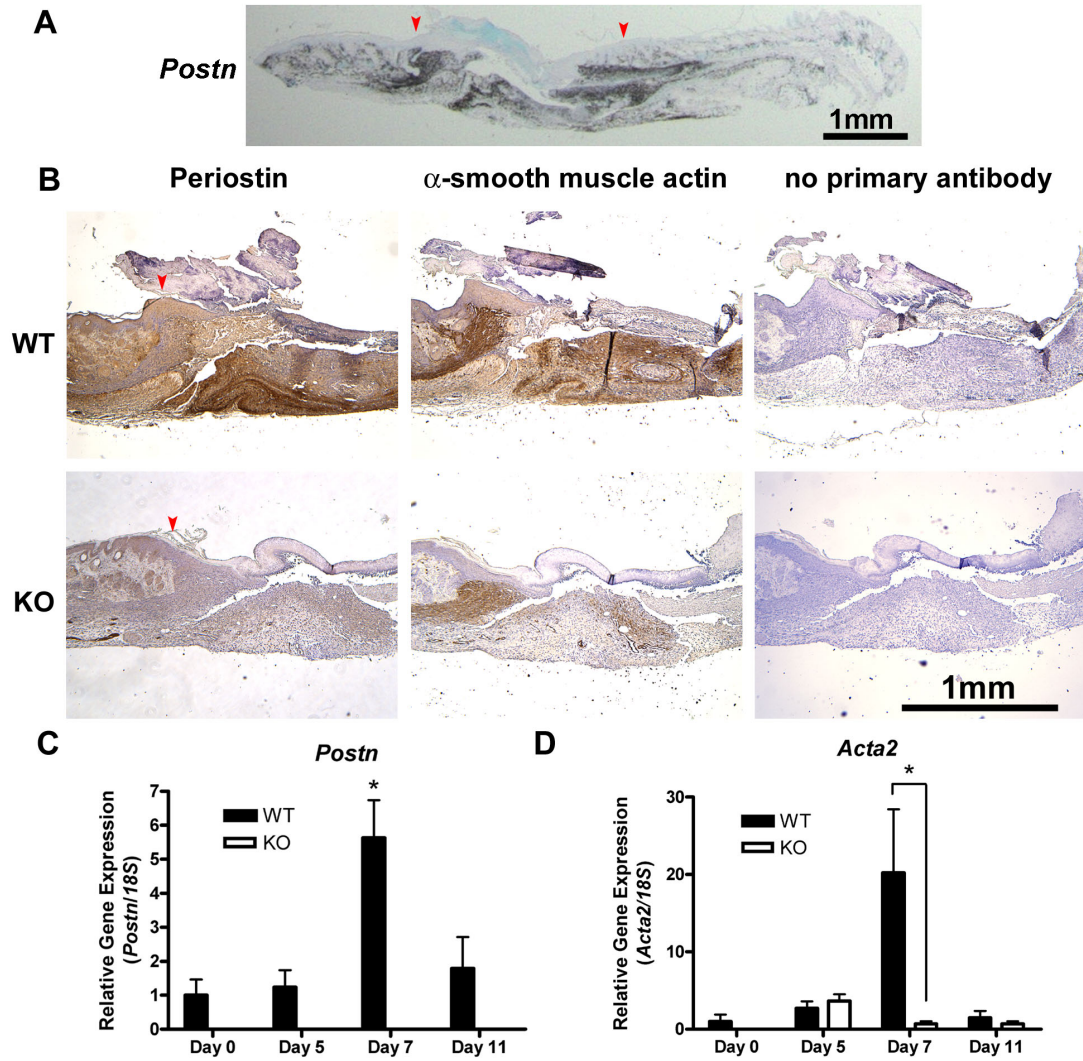 A
Postn
1mm
B
Periostin
α-smooth muscle actin
no primary antibody
WT
KO
1mm
C
Postn
Relative Gene Expression
(Postn/18S)
7
6
5
4
3
2
1
0
*
WT
KO
Day 0
Day 5
Day 7
Day 11
D
Acta2
Relative Gene Expression
(Acta2/18S)
30
20
10
0
*
WT
KO
Day 0
Day 5
Day 7
Day 11